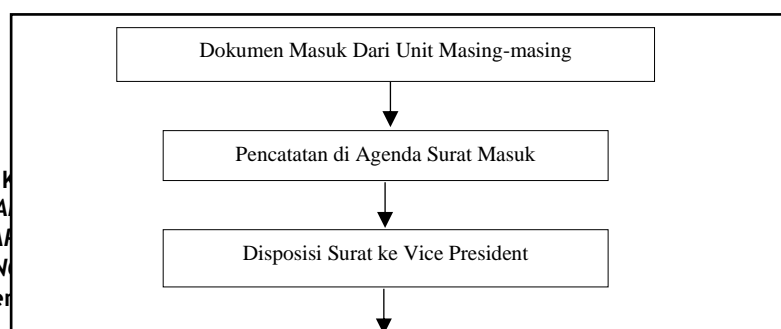 Dokumen Masuk Dari Unit Masing-masing
Pencatatan di Agenda Surat Masuk
Disposisi Surat ke Vice President